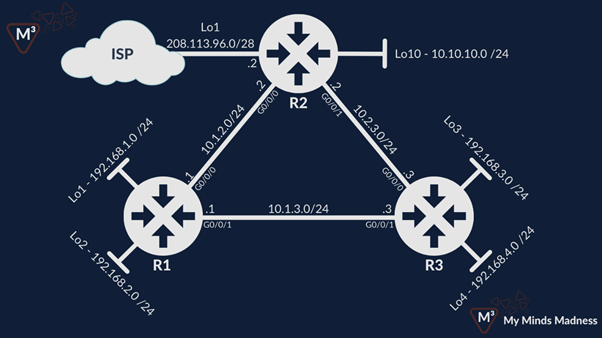 M³
ISP
Lo1
208.113.96.0/28
.2
Lo10 - 10.10.10.0 /24
R2
.2
G0/0/0
.2
G0/0/1
10.1.2.0/24
10.2.3.0/24
Lo1 - 192.168.1.0 /24
Lo3 - 192.168.3.0 /24
.1
G0/0/0
.3
G0/0/0
.1
10.1.3.0/24
.3
G0/0/1
G0/0/1
R1
R3
Lo2 - 192.168.2.0 /24
Lo4 - 192.168.4.0 /24
M³ My Minds Madness